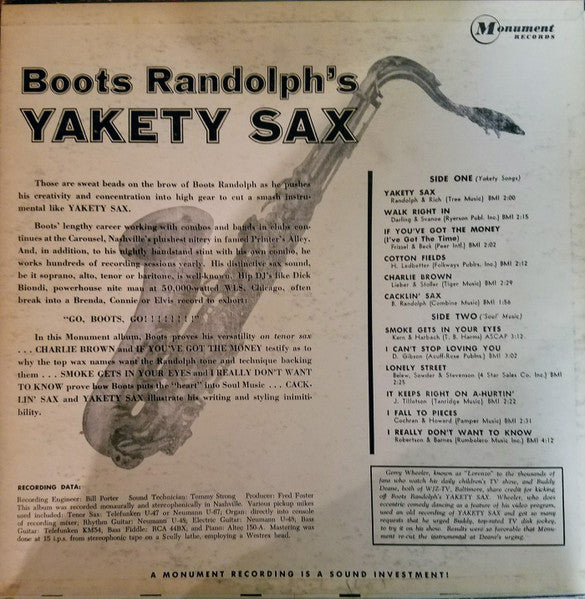 Monument
RECORDS
Boots Randolph's
YAKETY SAX
Those are sweat beads on the brow of Boots Randolph as he pushes
his creativity and concentration into high gear to cut a smash instru-
mental like YAKETY SAX.
Boots' lengthy career working with combos and bands in clubs con-
tinues at the Carousel, Nashville's plushest nitery in famed Printer's Alley.
And, in addition, to his nightly bandstand stint with his own combo, he
works hundreds of recording sessions yearly. His distinctive sax sound,
be it soprano, alto, tenor or baritone, is well-known. Hip DJ's like Dick
Biondi, powerhouse nite man at 50,000-watted WLS, Chicago, often
break into a Brenda, Connie or Elvis record to exhort:
"GO, BOOTS, GO! ! ! ! ! ! ! !"
In this Monument album, Boots proves his versatility on tenor sax
. . . CHARLIE BROWN and IF YOU'VE GOT THE MONEY testify as to
why the top wax names want the Randolph tone and technique backing
them . . . SMOKE GETS IN YOUR EYES and I REALLY DON'T WANT
TO KNOW prove how Boots puts the "heart" into Soul Music . . . CACK-
LIN' SAX and YAKETY SAX illustrate his writing and styling inimiti-
bility.
RECORDING DATA:
Recording Engineer: Bill Porter Sound Technician: Tommy Strong Producer: Fred Foster
This album was recorded monaurally and stereophonically in Nashville. Various pickup mikes
used included: Tenor Sax: Telefunken U-47 or Neumann U-67; Organ: directly into console
of recording mixer; Rhythm Guitar: Neumann U-48; Electric Guitar: Neumann U-48; Bass
Guitar: Telefunken KM54; Bass Fiddle: RCA 44BX; and Piano: Altec 150-A. Mastering was
done at 15 i.p.s. from stereophonic tape on a Scully lathe, employing a Westrex head.
SIDE ONE (Yakety Songs)
YAKETY SAX
Randolph & Rich (Tree Music) BMI 2:00
WALK RIGHT IN
Darling & Svanoe (Ryerson Publ. Inc.) BMI 2:15
IF YOU'VE GOT THE MONEY
(I've Got The Time)
Frissel & Beck (Peer Intl.) BMI 2:02
COTTON FIELDS
H. Ledbetter (Folkways Publrs. Inc.) BMI 2:12
CHARLIE BROWN
Lieber & Stoller (Tiger Music) BMI 2:29
CACKLIN' SAX
B. Randolph (Combine Music) BMI 1:56
SIDE TWO ('Soul' Music)
SMOKE GETS IN YOUR EYES
Kern & Harbach (T. B. Harms) ASCAP 3:12
I CAN'T STOP LOVING YOU
D. Gibson (Acuff-Rose Publns.) BMI 3:02
LONELY STREET
Belew, Sowder & Stevenson (4 Star Sales Co. Inc.) BMI
2:25
IT KEEPS RIGHT ON A-HURTIN'
J. Tillotson (Tanridge Music) BMI 2:22
I FALL TO PIECES
Cochran & Howard (Pamper Music) BMI 2:51
I REALLY DON'T WANT TO KNOW
Robertson & Barnes (Rumbalero Music Inc.) BMI 4:12
Gerry Wheeler, known as "Lorenzo" to the thousands of
fans who watch his daily children's TV show, and Buddy
Deane, both of WJZ-TV, Baltimore, share credit for kicking
off Boots Randolph's YAKETY SAX. Wheeler, who does
eccentric comedy dancing as a feature of his video program,
used an old recording of YAKETY SAX and got so many
requests that he urged Buddy, top-rated TV disk jockey,
to try it on his show. Results were so favorable that Monu-
ment re-cut the instrumental at Deane's urging.
A MONUMENT RECORDING IS A SOUND INVESTMENT!